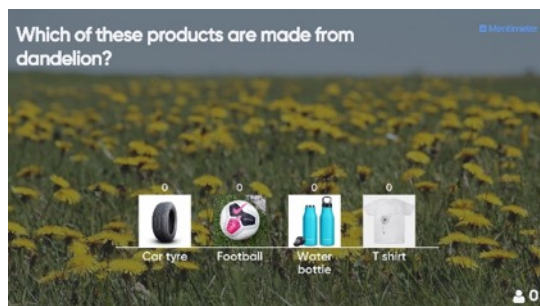 Which of these products are made from
dandelion?
Mentimeter
0
0
0
0
Car tyre
Football
Water
bottle
T shirt
0